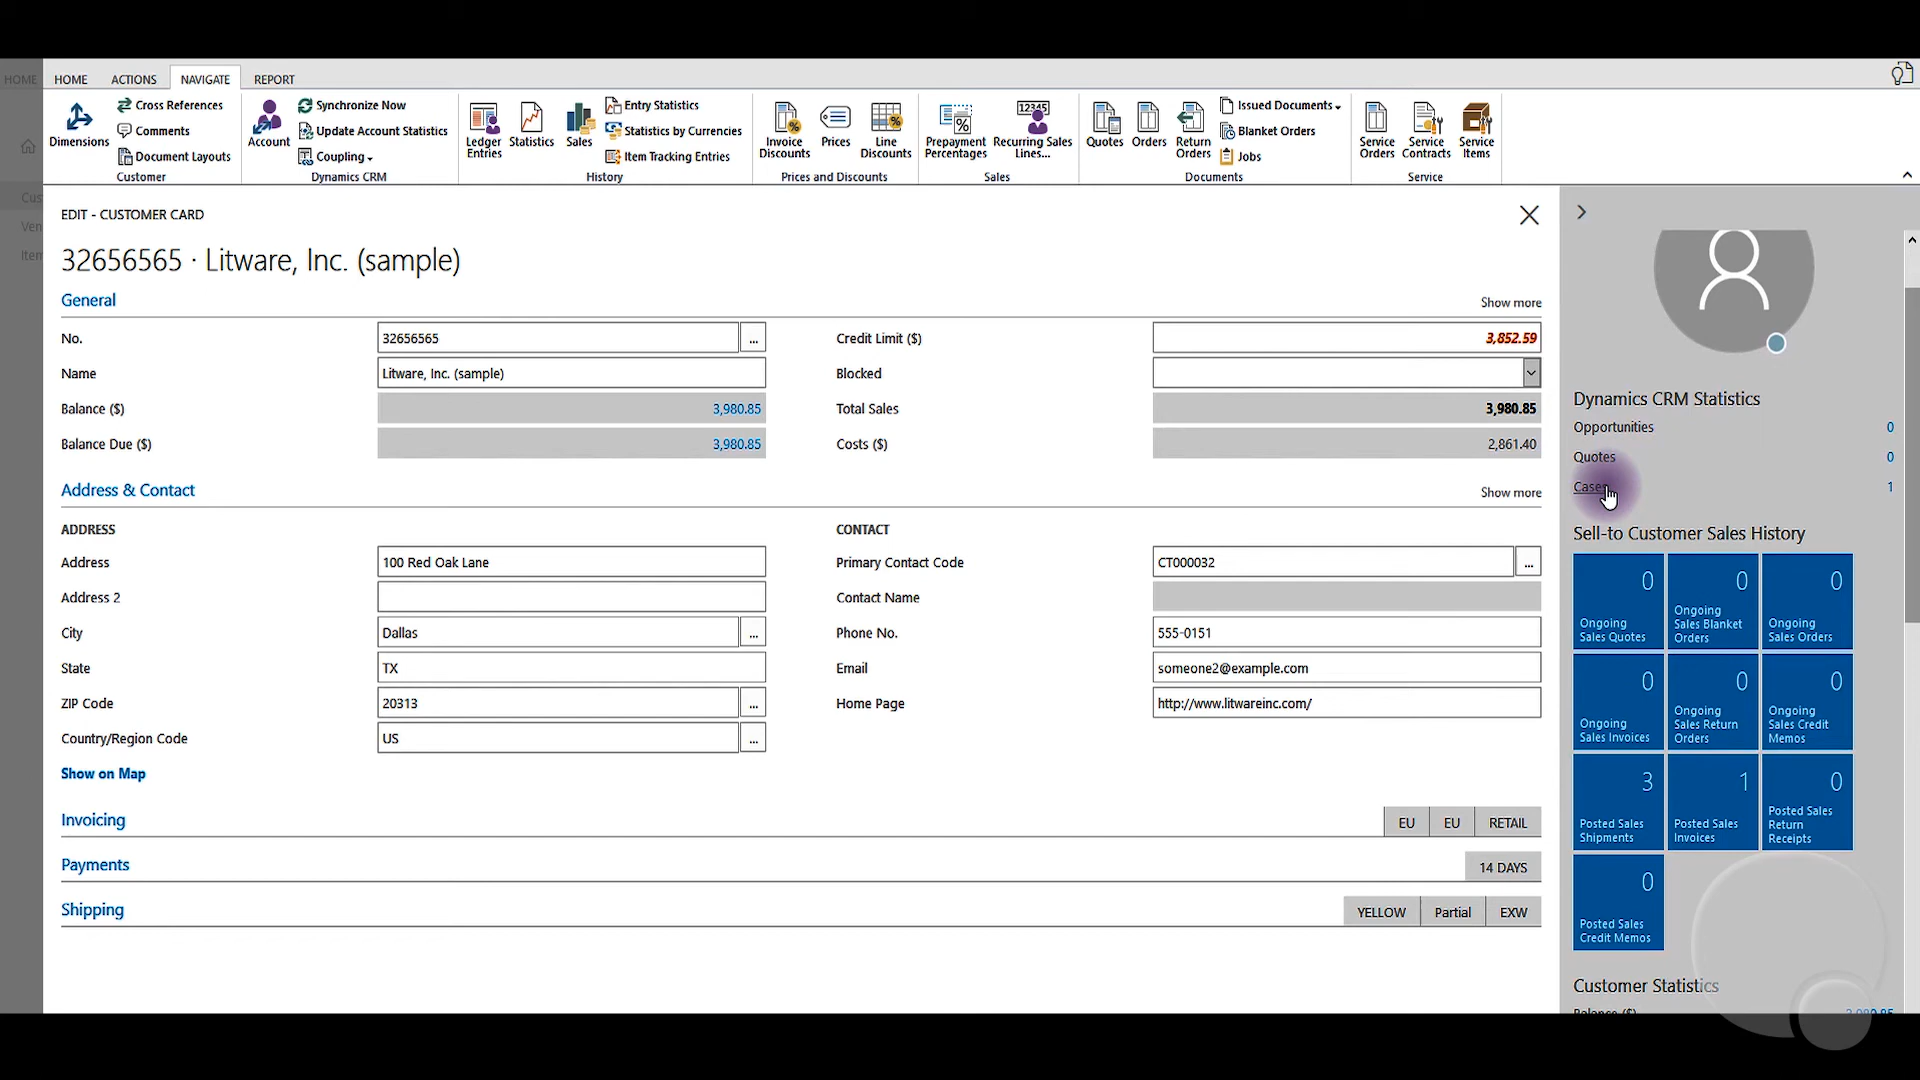 HOME
HOME
ACTIONS
NAVIGATE
REPORT
Dimensions
Cross References
Comments
Document Layouts
Customer
Account
Synchronize Now
Update Account Statistics
Coupling
Dynamics CRM
Ledger
Entries
Statistics
Sales
Entry Statistics
Statistics by Currencies
Item Tracking Entries
History
Invoice
Discounts
Prices
Line
Discounts
Prices and Discounts
Prepayment
Percentages
12345
Recurring Sales
Lines...
Sales
Quotes
Orders
Return
Orders
Issued Documents
Blanket Orders
Jobs
Documents
Service
Orders
Service
Contracts
Service
Items
Service
Cus
Ven
Item
EDIT - CUSTOMER CARD
32656565 · Litware, Inc. (sample)
General
Show more
No.
32656565
...
Name
Litware, Inc. (sample)
Balance ($)
3,980.85
Balance Due ($)
3,980.85
Credit Limit ($)
3,852.59
Blocked
Total Sales
3,980.85
Costs ($)
2,861.40
Address & Contact
Show more
ADDRESS
Address
100 Red Oak Lane
Address 2
City
Dallas
...
State
TX
ZIP Code
20313
...
Country/Region Code
US
...
Show on Map
CONTACT
Primary Contact Code
CT000032
...
Contact Name
Phone No.
555-0151
Email
someone2@example.com
Home Page
http://www.litwareinc.com/
Invoicing
EU
EU
RETAIL
Payments
14 DAYS
Shipping
YELLOW
Partial
EXW
Dynamics CRM Statistics
Opportunities
0
Quotes
0
Cases
1
Sell-to Customer Sales History
0
Ongoing
Sales Quotes
0
Ongoing
Sales Blanket
Orders
0
Ongoing
Sales Orders
0
Ongoing
Sales Invoices
0
Ongoing
Sales Return
Orders
0
Ongoing
Sales Credit
Memos
3
Posted Sales
Shipments
1
Posted Sales
Invoices
0
Posted Sales
Return
Receipts
0
Posted Sales
Credit Memos
Customer Statistics
Balance ($)
3,980.85